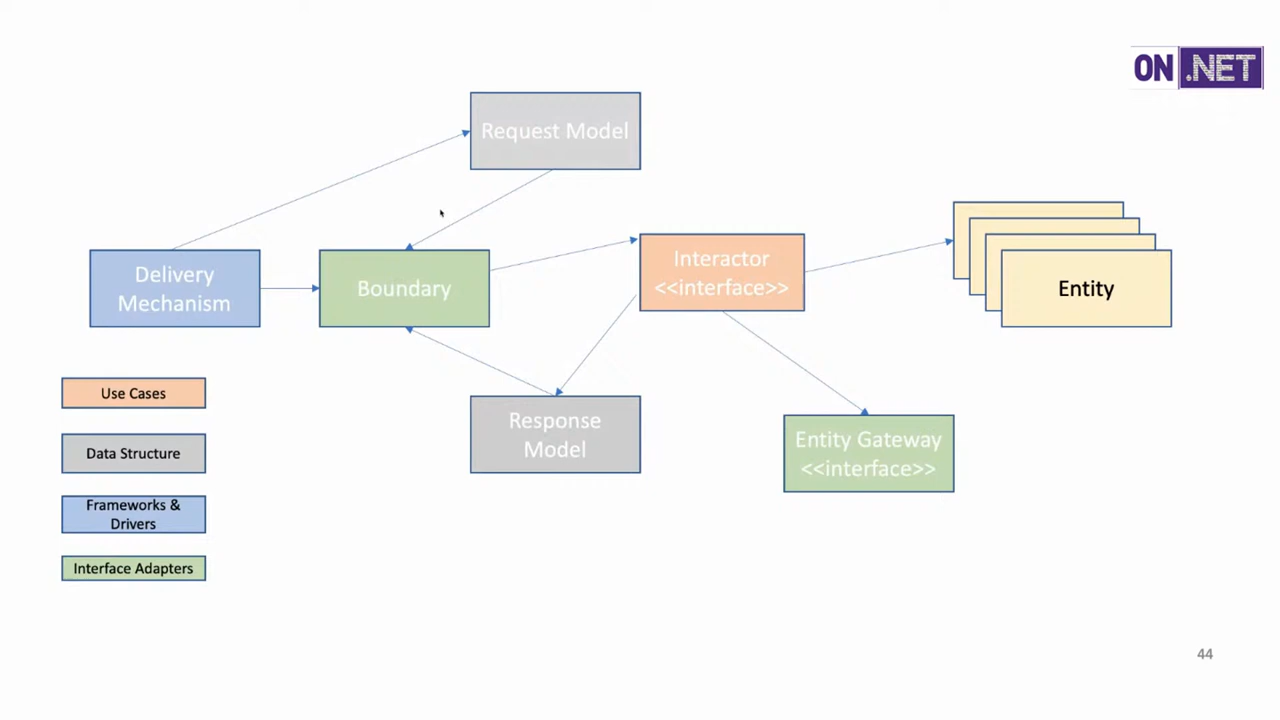 ON .NET
Request Model
Delivery
Mechanism
Boundary
Interactor
<<interface>>
Entity
Response
Model
Entity Gateway
<<interface>>
Use Cases
Data Structure
Frameworks &
Drivers
Interface Adapters
44